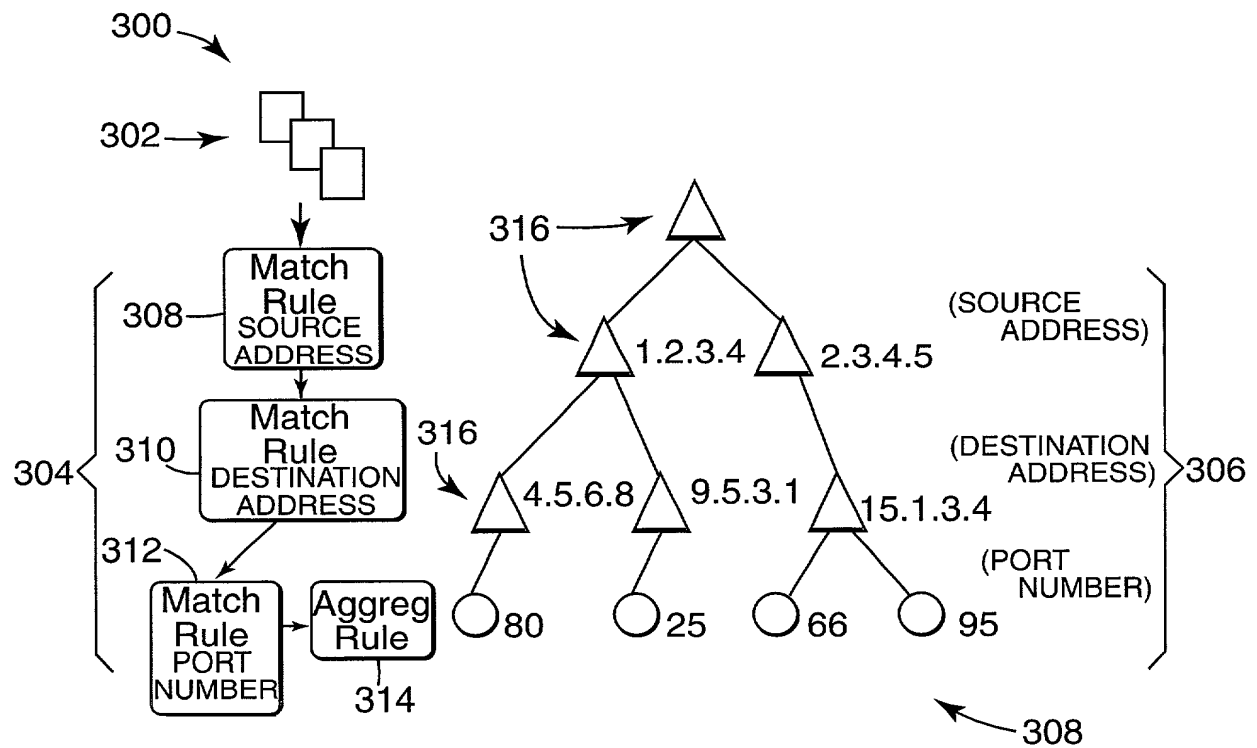 300
302
316
Match
Rule
SOURCE
ADDRESS
308
1.2.3.4
2.3.4.5
(SOURCE
ADDRESS)
304
310
Match
Rule
DESTINATION
ADDRESS
316
4.5.6.8
9.5.3.1
15.1.3.4
(DESTINATION
ADDRESS)
306
312
Match
Rule
PORT
NUMBER
Aggreg
Rule
314
80
25
66
95
(PORT
NUMBER)
308